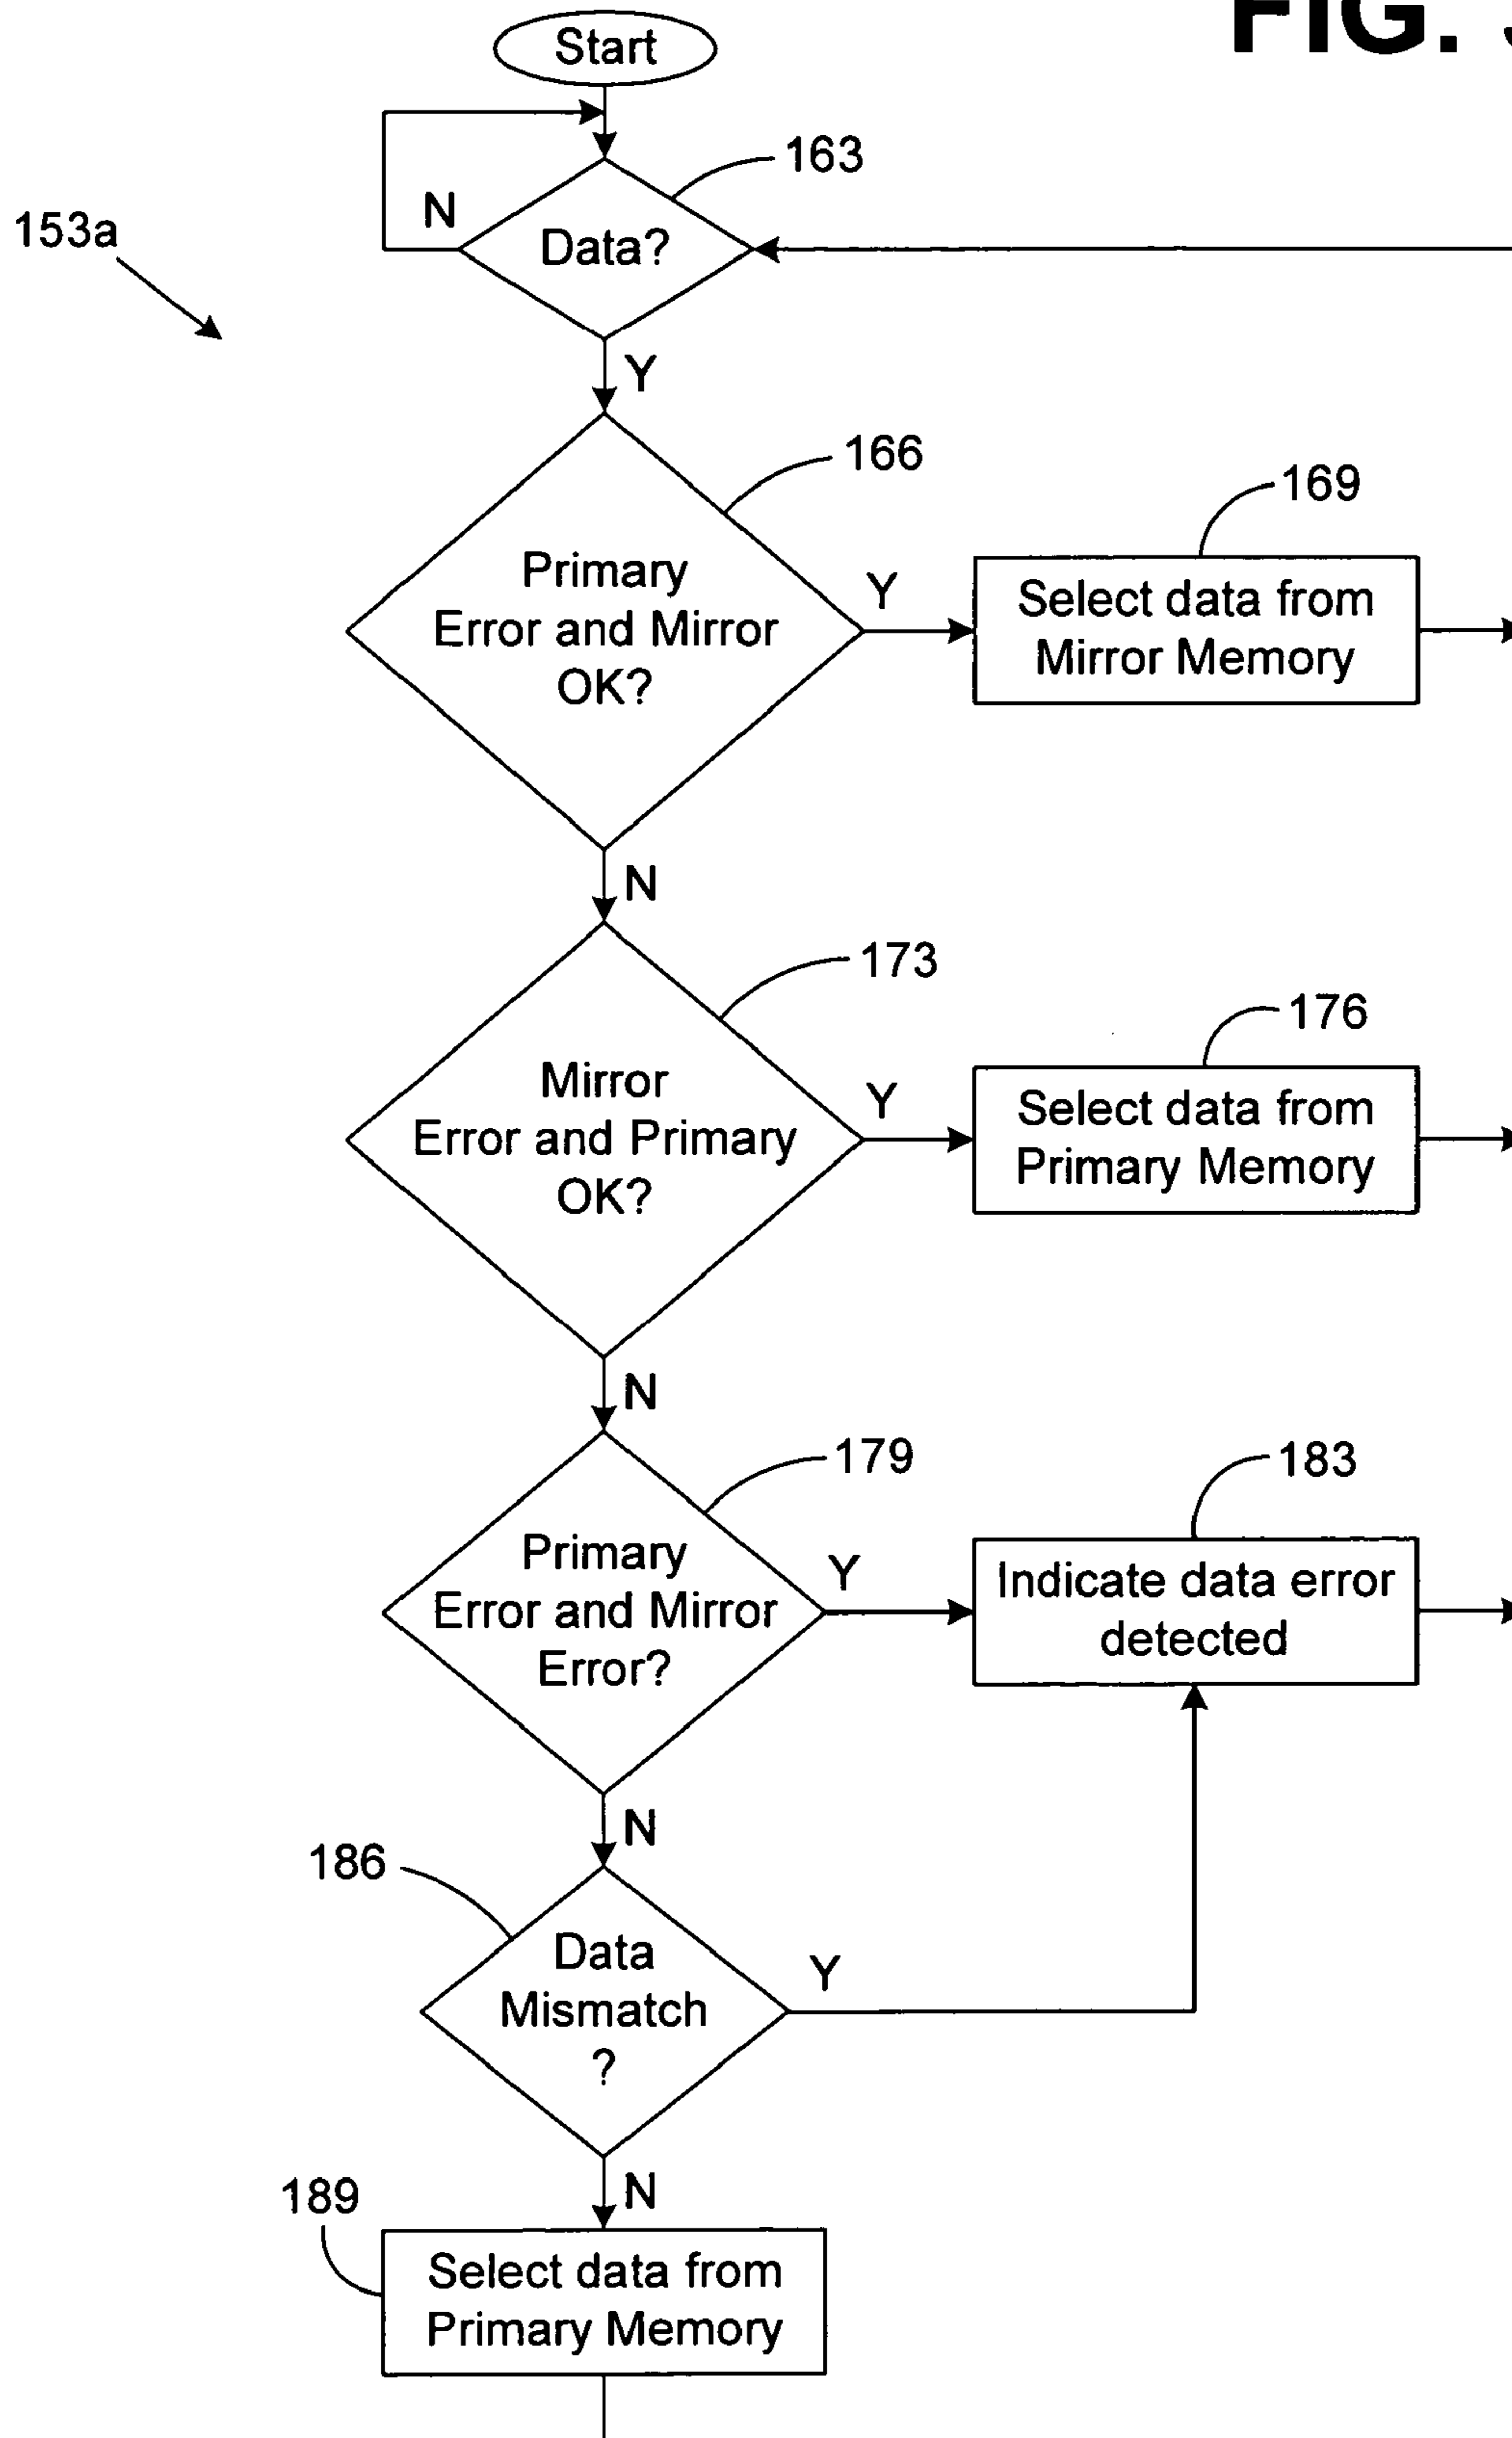 FIG.
Start
163
N
153a
Data?
Y
166
169
Primary
Error and Mirror
OK?
Y
Select data from
Mirror Memory
N
173
176
Mirror
Error and Primary
OK?
Y
Select data from
Primary Memory
N
179
183
Primary
Error and Mirror
Error?
Y
Indicate data error
detected
N
186
Data
Mismatch
?
Y
N
189
Select data from
Primary Memory